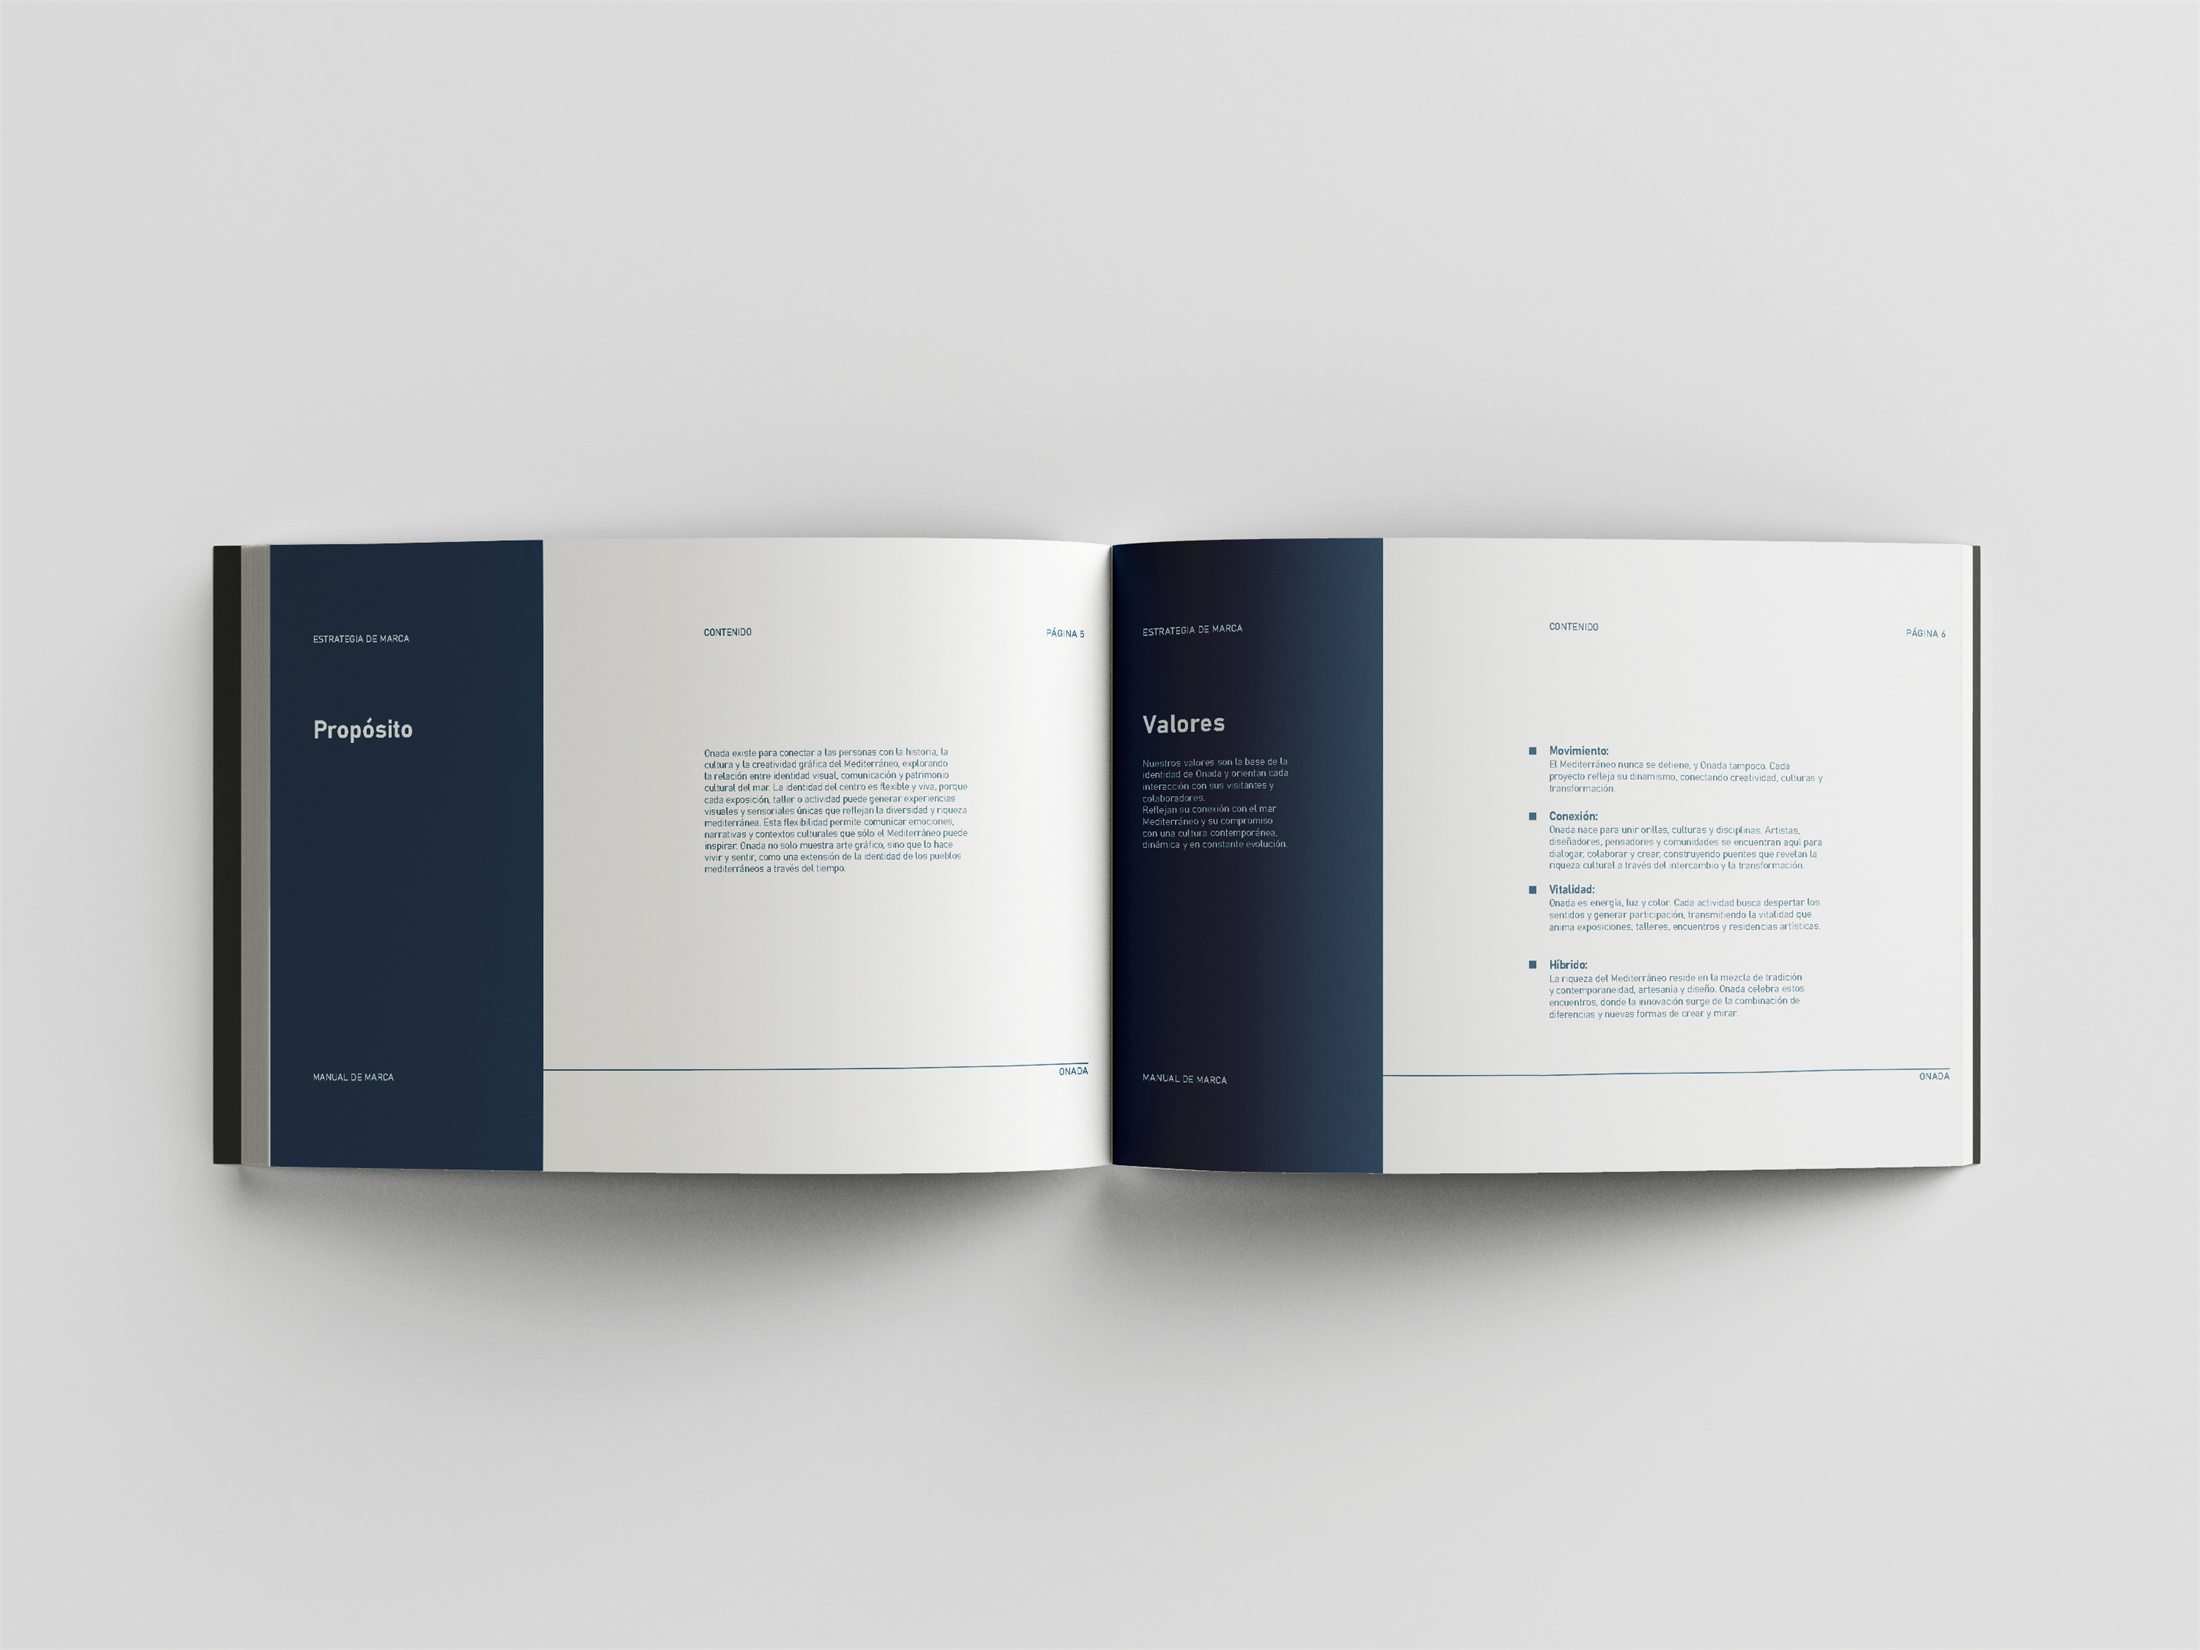 ESTRATEGIA DE MARCA
CONTENIDO
PÁGINA 5
Propósito
Onada existe para conectar a las personas con la historia, la
cultura y la creatividad gráfica del Mediterráneo, explorando
la relación entre identidad visual, comunicación y patrimonio
cultural del mar. La identidad del centro es flexible y viva, porque
cada exposición, taller o actividad puede generar experiencias
visuales y sensoriales únicas que reflejan la diversidad y riqueza
mediterránea. Esta flexibilidad permite comunicar emociones,
narrativas y contextos culturales que sólo el Mediterráneo puede
inspirar. Onada no solo muestra arte gráfico, sino que lo hace
vivir y sentir, como una extensión de la identidad de los pueblos
mediterráneos a través del tiempo.
MANUAL DE MARCA
ONADA
ESTRATEGIA DE MARCA
CONTENIDO
PÁGINA 6
Valores
Nuestros valores son la base de la
identidad de Onada y orientan cada
interacción con sus visitantes y
colaboradores.
Reflejan su conexión con el mar
Mediterráneo y su compromiso
con una cultura contemporánea,
dinámica y en constante evolución.
Movimiento:
El Mediterráneo nunca se detiene, y Onada tampoco. Cada
proyecto refleja su dinamismo, conectando creatividad, culturas y
transformación.
Conexión:
Onada nace para unir orillas, culturas y disciplinas. Artistas,
diseñadores, pensadores y comunidades se encuentran aquí para
dialogar, colaborar y crear, construyendo puentes que revelan la
riqueza cultural a través del intercambio y la transformación.
Vitalidad:
Onada es energía, luz y color. Cada actividad busca despertar los
sentidos y generar participación, transmitiendo la vitalidad que
anima exposiciones, talleres, encuentros y residencias artísticas.
Híbrido:
La riqueza del Mediterráneo reside en la mezcla de tradición
y contemporaneidad, artesanía y diseño. Onada celebra estos
encuentros, donde la innovación surge de la combinación de
diferencias y nuevas formas de crear y mirar.
MANUAL DE MARCA
ONADA